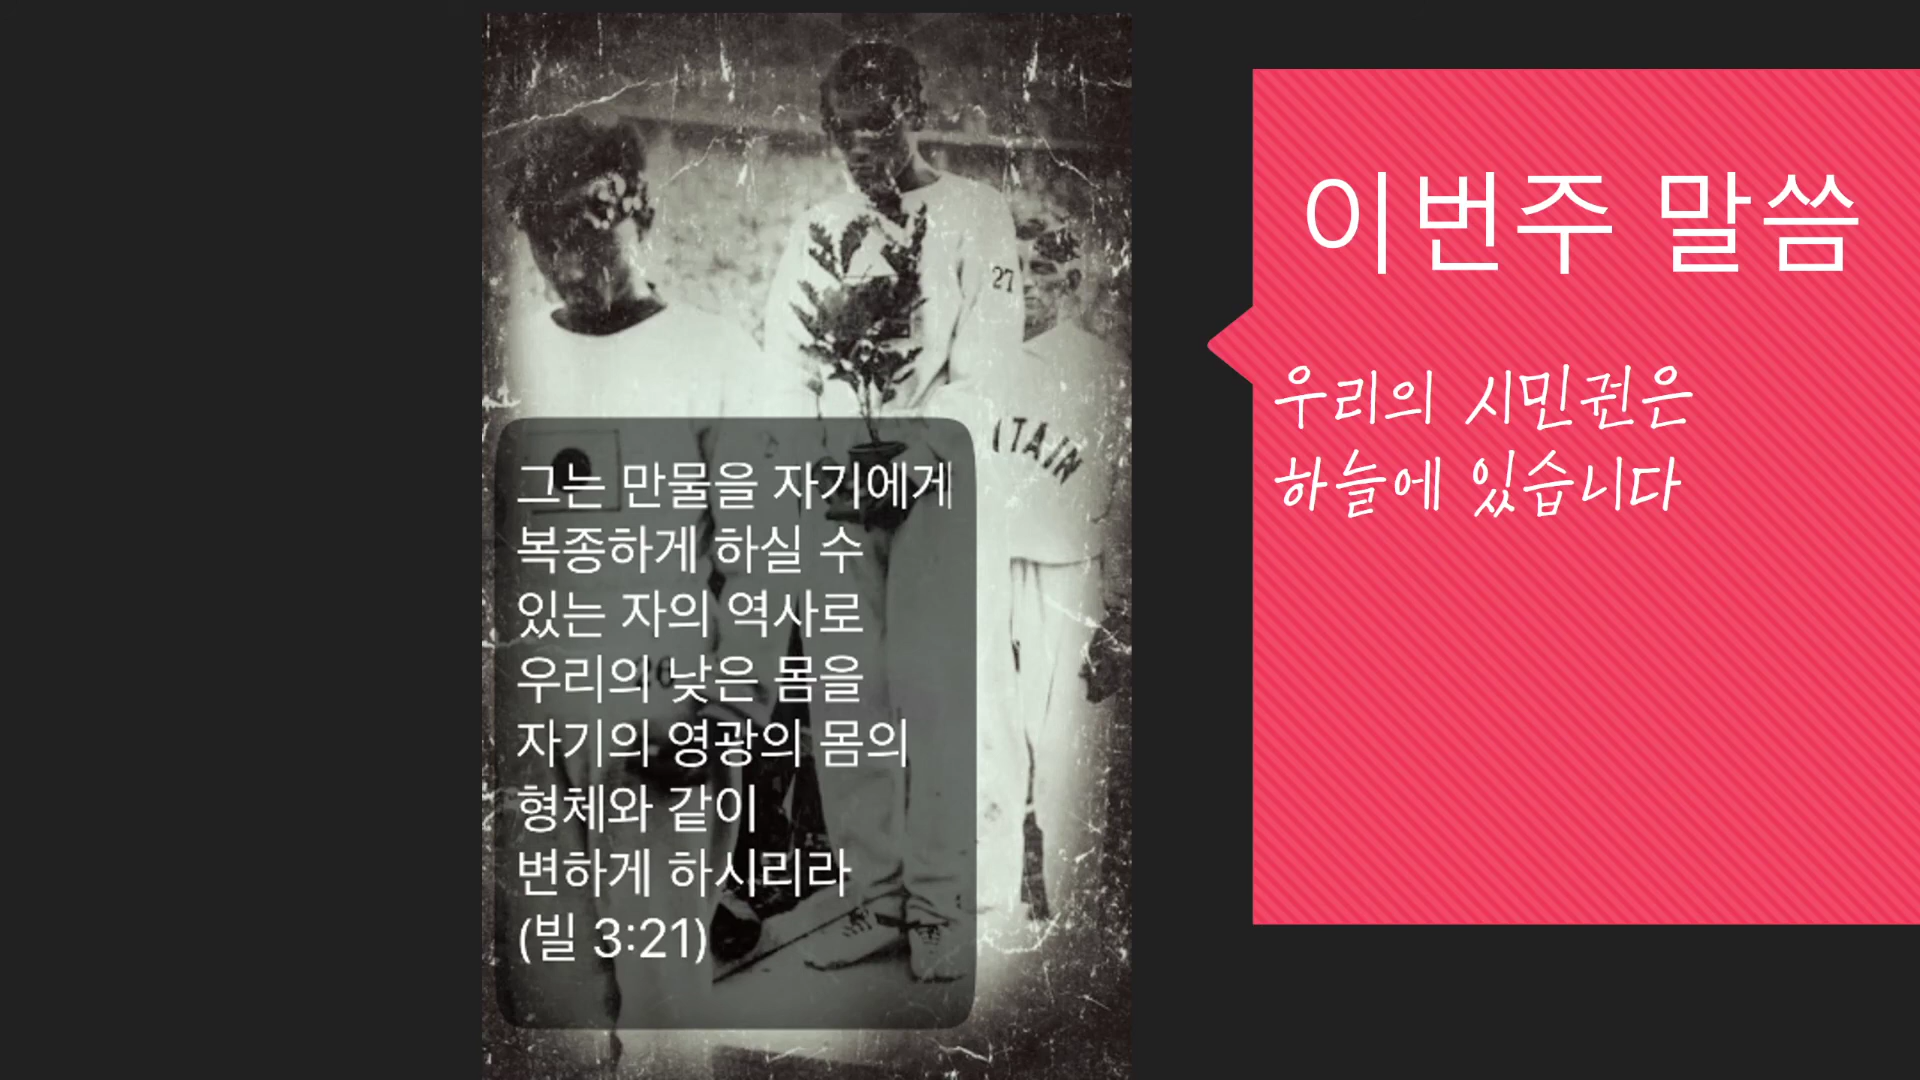 이번주 말씀
우리의 시민권은
하늘에 있습니다
27
그는 만물을 자기에게
복종하게 하실 수
있는 자의 역사로
우리의 낮은 몸을
자기의 영광의 몸의
형체와 같이
변하게 하시리라
(빌 3:21)